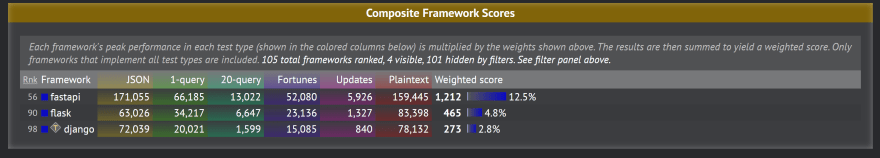 Composite Framework Scores
Each framework's peak performance in each test type (shown in the colored columns below) is multiplied by the weights shown above. The results are then summed to yield a weighted score. Only
frameworks that implement all test types are included. 105 total frameworks ranked, 4 visible, 101 hidden by filters. See filter panel above.
Rnk Framework JSON 1-query 20-query Fortunes Updates Plaintext Weighted score
56 fastapi 171,055 66,185 13,022 52,080 5,926 159,445 1,212 12.5%
90 flask 63,026 34,217 6,647 23,136 1,327 83,398 465 4.8%
98 django 72,039 20,021 1,599 15,085 840 78,132 273 2.8%